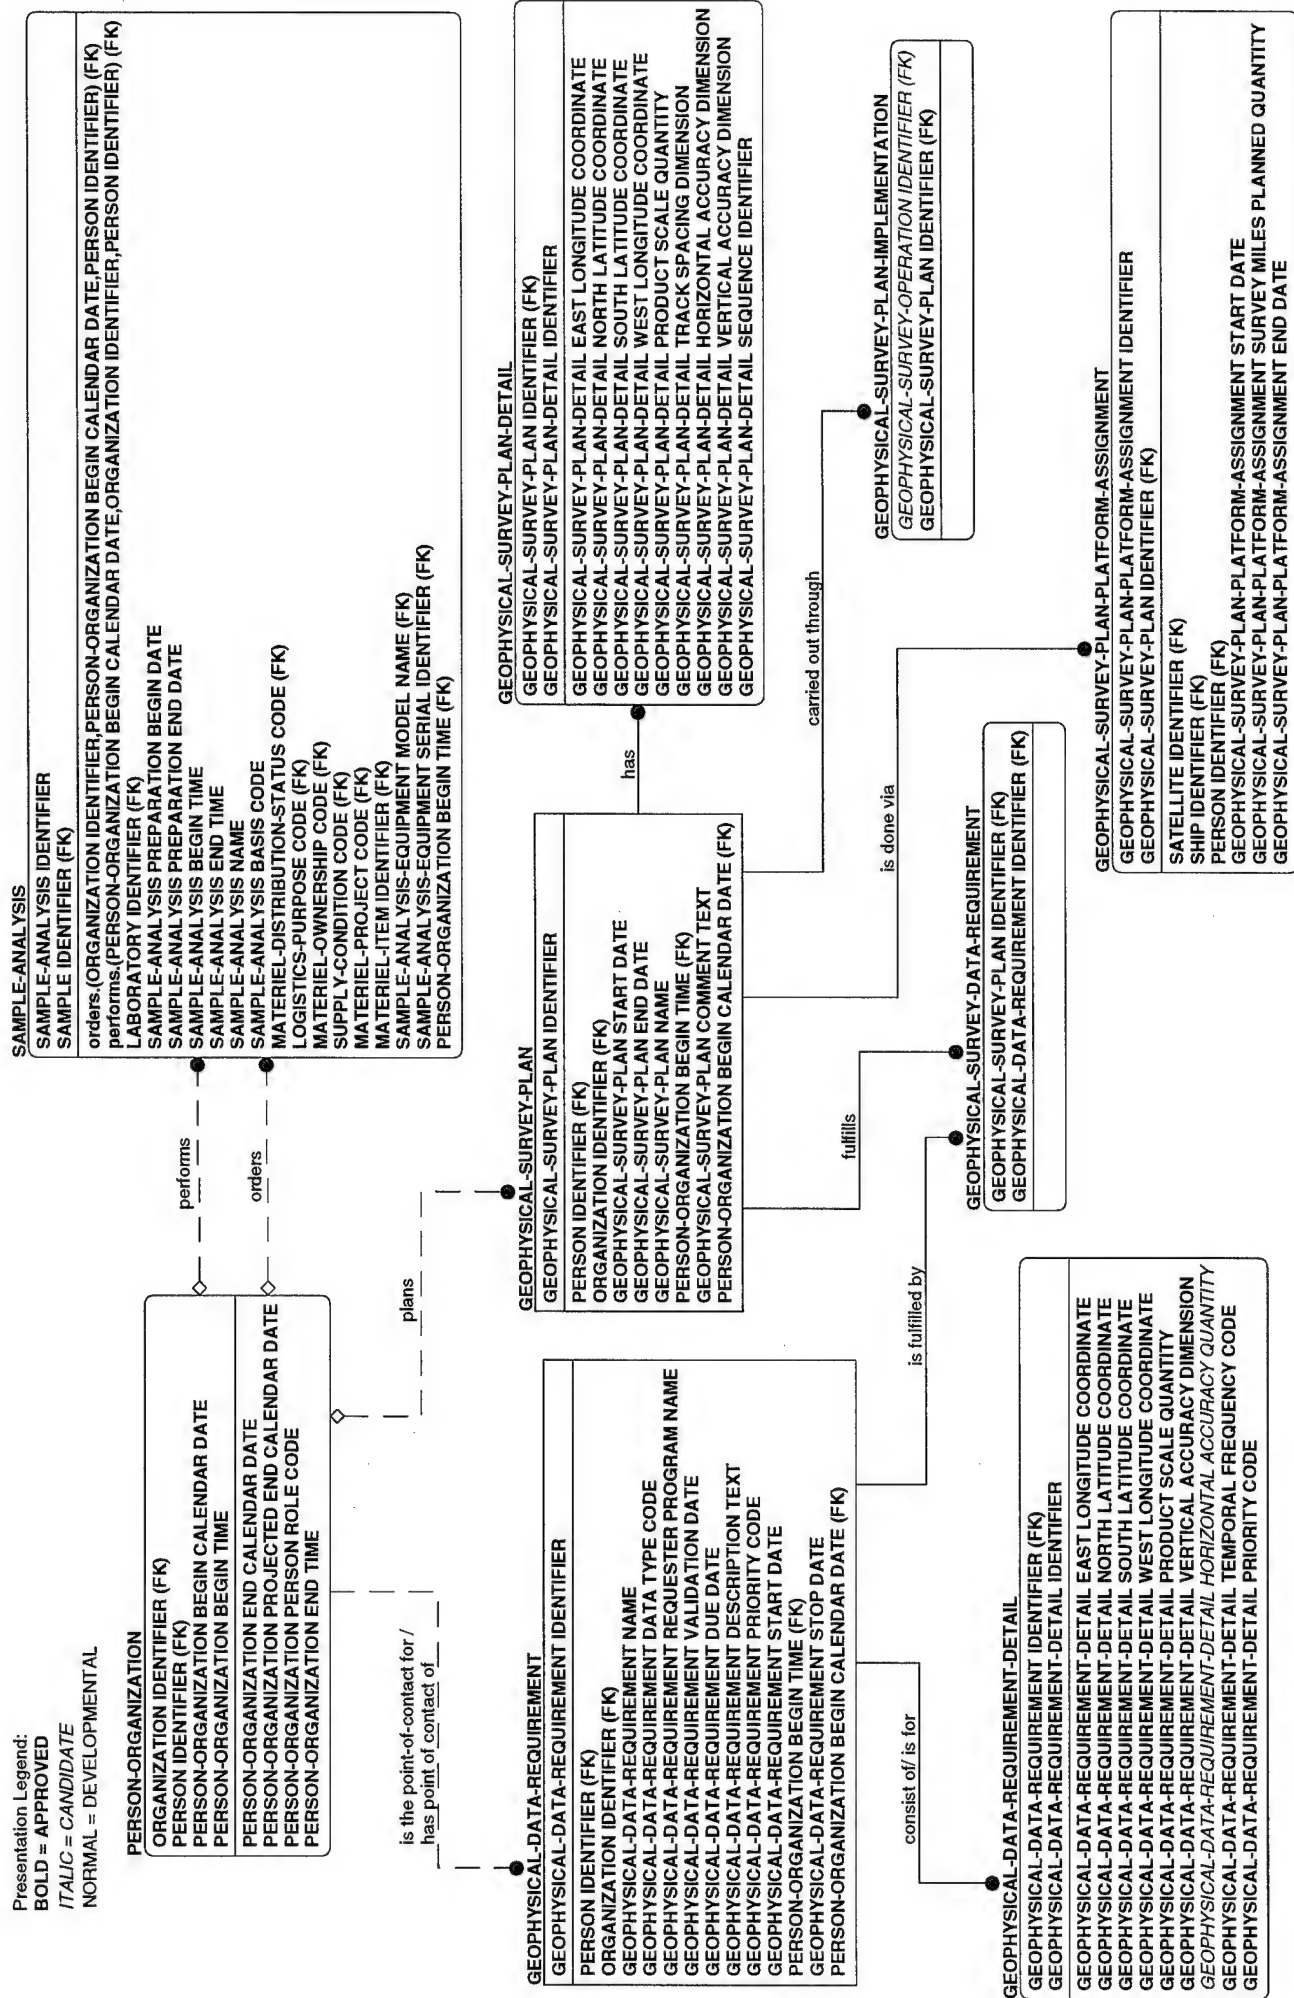 Presentation Legend:
BOLD = APPROVED
ITALIC = CANDIDATE
NORMAL = DEVELOPMENTAL
PERSON-ORGANIZATION
ORGANIZATION IDENTIFIER (FK)
PERSON IDENTIFIER (FK)
PERSON-ORGANIZATION BEGIN CALENDAR DATE
PERSON-ORGANIZATION BEGIN TIME
PERSON-ORGANIZATION END CALENDAR DATE
PERSON-ORGANIZATION PROJECTED END CALENDAR DATE
PERSON-ORGANIZATION PERSON ROLE CODE
PERSON-ORGANIZATION END TIME
performs
orders
SAMPLE-ANALYSIS
SAMPLE-ANALYSIS IDENTIFIER
SAMPLE IDENTIFIER (FK)
orders.(ORGANIZATION IDENTIFIER,PERSON-ORGANIZATION BEGIN CALENDAR DATE,PERSON IDENTIFIER) (FK)
performs.(PERSON-ORGANIZATION BEGIN CALENDAR DATE,ORGANIZATION IDENTIFIER,PERSON IDENTIFIER) (FK)
LABORATORY IDENTIFIER (FK)
SAMPLE-ANALYSIS PREPARATION BEGIN DATE
SAMPLE-ANALYSIS PREPARATION END DATE
SAMPLE-ANALYSIS BEGIN TIME
SAMPLE-ANALYSIS END TIME
SAMPLE-ANALYSIS NAME
SAMPLE-ANALYSIS BASIS CODE
MATERIEL-DISTRIBUTION-STATUS CODE (FK)
LOGISTICS-PURPOSE CODE (FK)
MATERIEL-OWNERSHIP CODE (FK)
SUPPLY-CONDITION CODE (FK)
MATERIEL-PROJECT CODE (FK)
MATERIEL-ITEM IDENTIFIER (FK)
SAMPLE-ANALYSIS-EQUIPMENT MODEL NAME (FK)
SAMPLE-ANALYSIS-EQUIPMENT SERIAL IDENTIFIER (FK)
PERSON-ORGANIZATION BEGIN TIME (FK)
is the point-of-contact for /
has point of contact of
plans
GEOPHYSICAL-DATA-REQUIREMENT
GEOPHYSICAL-DATA-REQUIREMENT IDENTIFIER
PERSON IDENTIFIER (FK)
ORGANIZATION IDENTIFIER (FK)
GEOPHYSICAL-DATA-REQUIREMENT NAME
GEOPHYSICAL-DATA-REQUIREMENT DATA TYPE CODE
GEOPHYSICAL-DATA-REQUIREMENT REQUESTER PROGRAM NAME
GEOPHYSICAL-DATA-REQUIREMENT VALIDATION DATE
GEOPHYSICAL-DATA-REQUIREMENT DUE DATE
GEOPHYSICAL-DATA-REQUIREMENT DESCRIPTION TEXT
GEOPHYSICAL-DATA-REQUIREMENT PRIORITY CODE
GEOPHYSICAL-DATA-REQUIREMENT START DATE
PERSON-ORGANIZATION BEGIN TIME (FK)
GEOPHYSICAL-DATA-REQUIREMENT STOP DATE
PERSON-ORGANIZATION BEGIN CALENDAR DATE (FK)
GEOPHYSICAL-SURVEY-PLAN
GEOPHYSICAL-SURVEY-PLAN IDENTIFIER
PERSON IDENTIFIER (FK)
ORGANIZATION IDENTIFIER (FK)
GEOPHYSICAL-SURVEY-PLAN START DATE
GEOPHYSICAL-SURVEY-PLAN END DATE
GEOPHYSICAL-SURVEY-PLAN NAME
PERSON-ORGANIZATION BEGIN TIME (FK)
GEOPHYSICAL-SURVEY-PLAN COMMENT TEXT
PERSON-ORGANIZATION BEGIN CALENDAR DATE (FK)
has
GEOPHYSICAL-SURVEY-PLAN-DETAIL
GEOPHYSICAL-SURVEY-PLAN IDENTIFIER (FK)
GEOPHYSICAL-SURVEY-PLAN-DETAIL IDENTIFIER
GEOPHYSICAL-SURVEY-PLAN-DETAIL EAST LONGITUDE COORDINATE
GEOPHYSICAL-SURVEY-PLAN-DETAIL NORTH LATITUDE COORDINATE
GEOPHYSICAL-SURVEY-PLAN-DETAIL SOUTH LATITUDE COORDINATE
GEOPHYSICAL-SURVEY-PLAN-DETAIL WEST LONGITUDE COORDINATE
GEOPHYSICAL-SURVEY-PLAN-DETAIL PRODUCT SCALE QUANTITY
GEOPHYSICAL-SURVEY-PLAN-DETAIL TRACK SPACING DIMENSION
GEOPHYSICAL-SURVEY-PLAN-DETAIL HORIZONTAL ACCURACY DIMENSION
GEOPHYSICAL-SURVEY-PLAN-DETAIL VERTICAL ACCURACY DIMENSION
GEOPHYSICAL-SURVEY-PLAN-DETAIL SEQUENCE IDENTIFIER
consist of/ is for
is fulfilled by
fulfills
is done via
carried out through
GEOPHYSICAL-SURVEY-PLAN-IMPLEMENTATION
GEOPHYSICAL-SURVEY-OPERATION IDENTIFIER (FK)
GEOPHYSICAL-SURVEY-PLAN IDENTIFIER (FK)
GEOPHYSICAL-DATA-REQUIREMENT-DETAIL
GEOPHYSICAL-DATA-REQUIREMENT IDENTIFIER (FK)
GEOPHYSICAL-DATA-REQUIREMENT-DETAIL IDENTIFIER
GEOPHYSICAL-DATA-REQUIREMENT-DETAIL EAST LONGITUDE COORDINATE
GEOPHYSICAL-DATA-REQUIREMENT-DETAIL NORTH LATITUDE COORDINATE
GEOPHYSICAL-DATA-REQUIREMENT-DETAIL SOUTH LATITUDE COORDINATE
GEOPHYSICAL-DATA-REQUIREMENT-DETAIL WEST LONGITUDE COORDINATE
GEOPHYSICAL-DATA-REQUIREMENT-DETAIL PRODUCT SCALE QUANTITY
GEOPHYSICAL-DATA-REQUIREMENT-DETAIL VERTICAL ACCURACY DIMENSION
GEOPHYSICAL-DATA-REQUIREMENT-DETAIL HORIZONTAL ACCURACY QUANTITY
GEOPHYSICAL-DATA-REQUIREMENT-DETAIL TEMPORAL FREQUENCY CODE
GEOPHYSICAL-DATA-REQUIREMENT-DETAIL PRIORITY CODE
GEOPHYSICAL-SURVEY-DATA-REQUIREMENT
GEOPHYSICAL-SURVEY-PLAN IDENTIFIER (FK)
GEOPHYSICAL-DATA-REQUIREMENT IDENTIFIER (FK)
GEOPHYSICAL-SURVEY-PLAN-PLATFORM-ASSIGNMENT
GEOPHYSICAL-SURVEY-PLAN-PLATFORM-ASSIGNMENT IDENTIFIER
GEOPHYSICAL-SURVEY-PLAN IDENTIFIER (FK)
SATELLITE IDENTIFIER (FK)
SHIP IDENTIFIER (FK)
PERSON IDENTIFIER (FK)
GEOPHYSICAL-SURVEY-PLAN-PLATFORM-ASSIGNMENT START DATE
GEOPHYSICAL-SURVEY-PLAN-PLATFORM-ASSIGNMENT SURVEY MILES PLANNED QUANTITY
GEOPHYSICAL-SURVEY-PLAN-PLATFORM-ASSIGNMENT END DATE